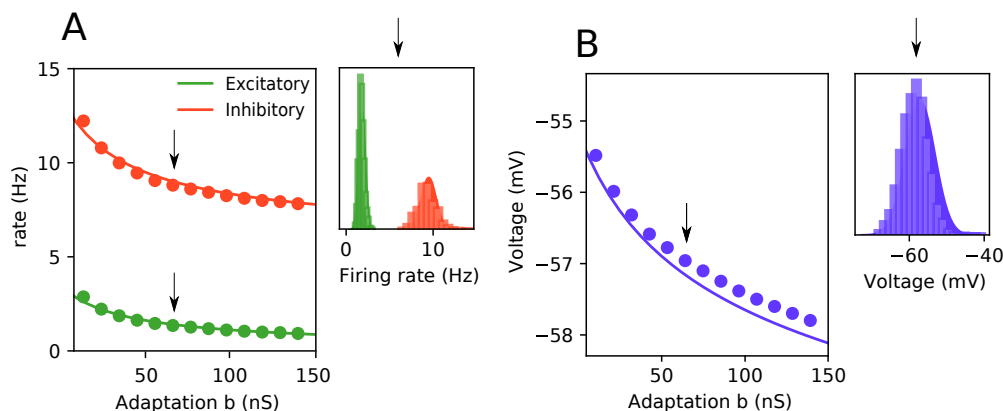 A
15
10
5
0
rate (Hz)
Excitatory
Inhibitory
50
100
150
Adaptation b (nS)
0
10
Firing rate (Hz)
B
−55
−56
−57
−58
Voltage (mV)
50
100
150
Adaptation b (nS)
−60
−40
Voltage (mV)